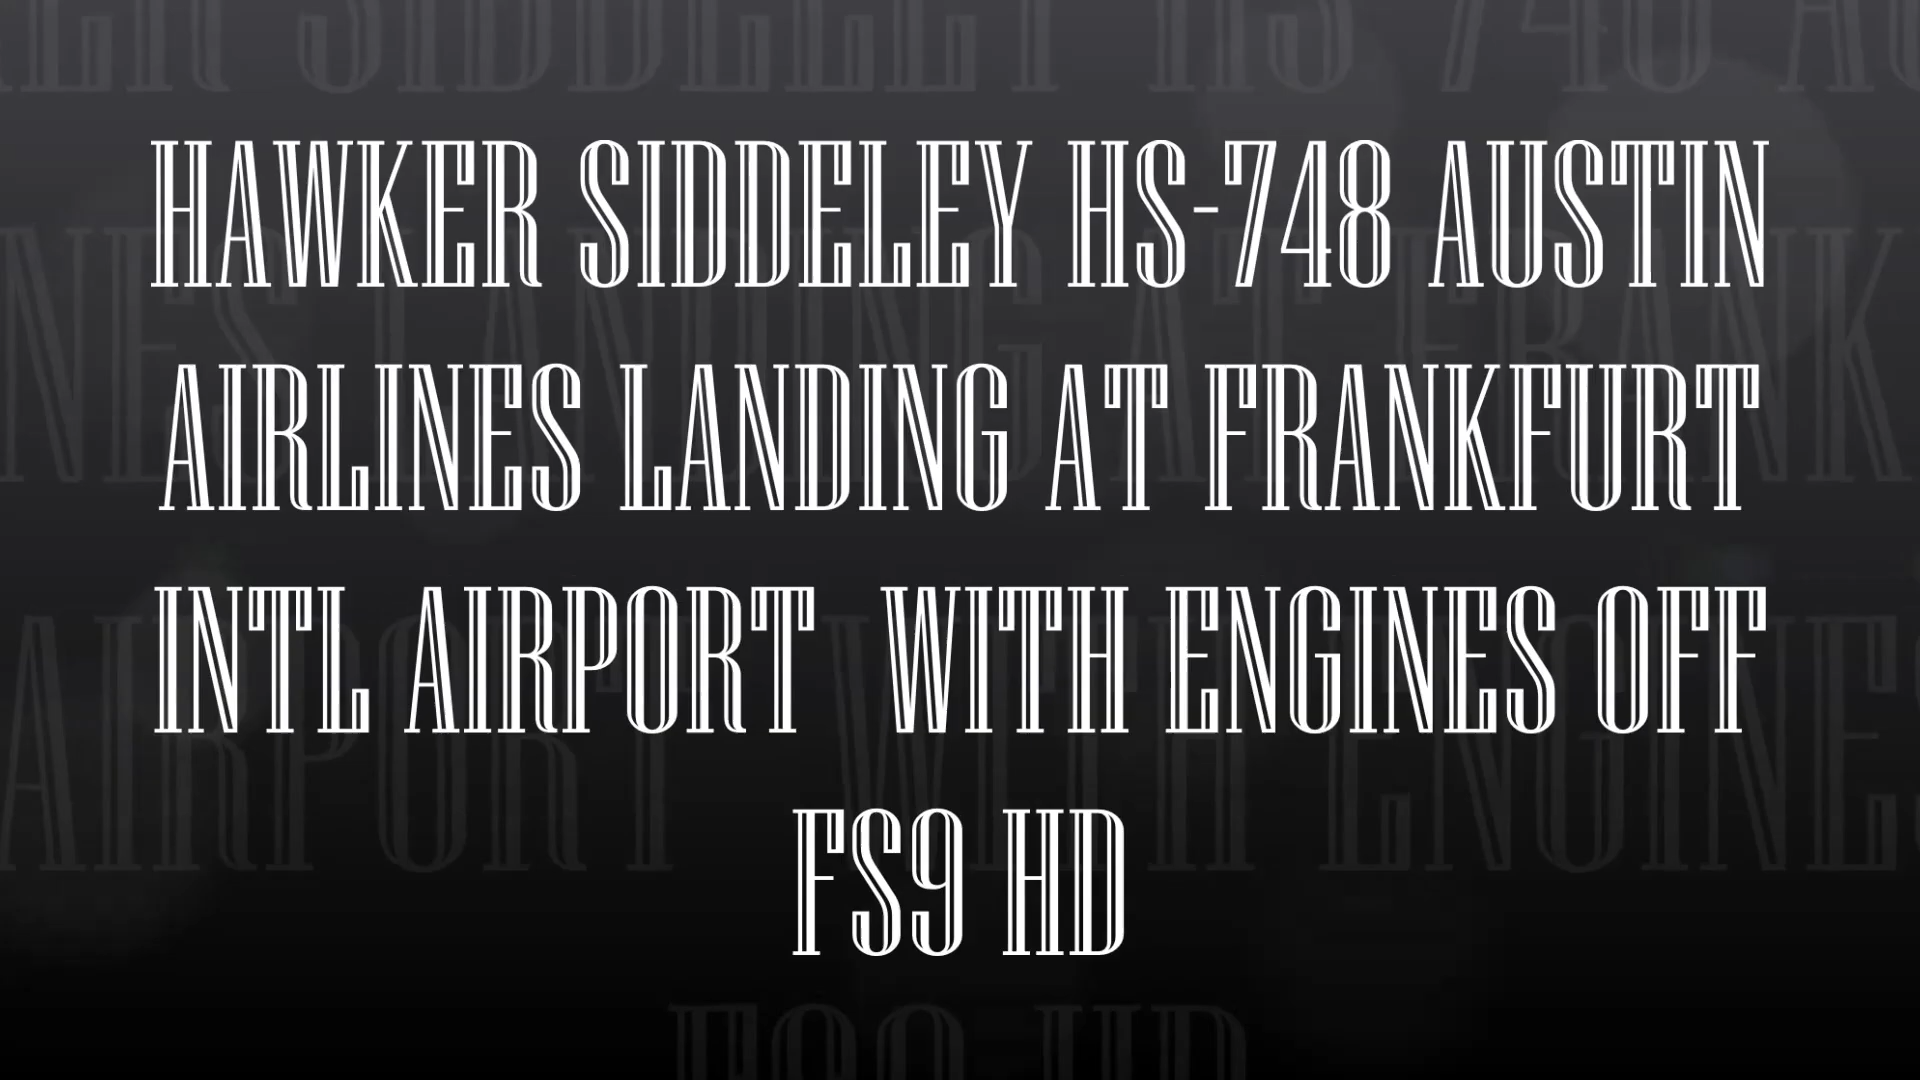 HAWKER SIDDELEY HS-748 AUSTIN
AIRLINES LANDING AT FRANKFURT
INTL AIRPORT  WITH ENGINES OFF
FS9 HD